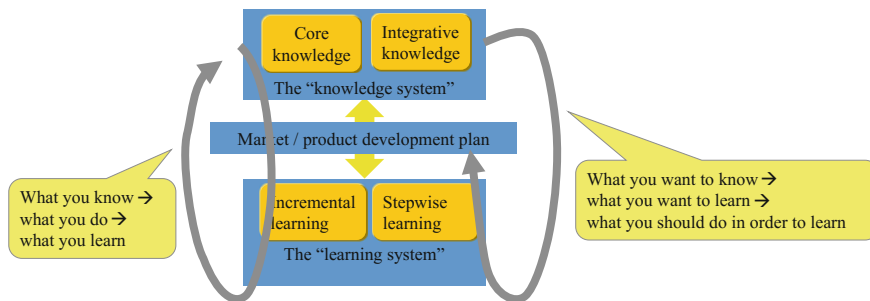 Core
knowledge
Integrative
knowledge
The “knowledge system”
Market / product development plan
What you know →
what you do →
what you learn
What you want to know →
what you want to learn →
what you should do in order to learn
Incremental
learning
Stepwise
learning
The “learning system”